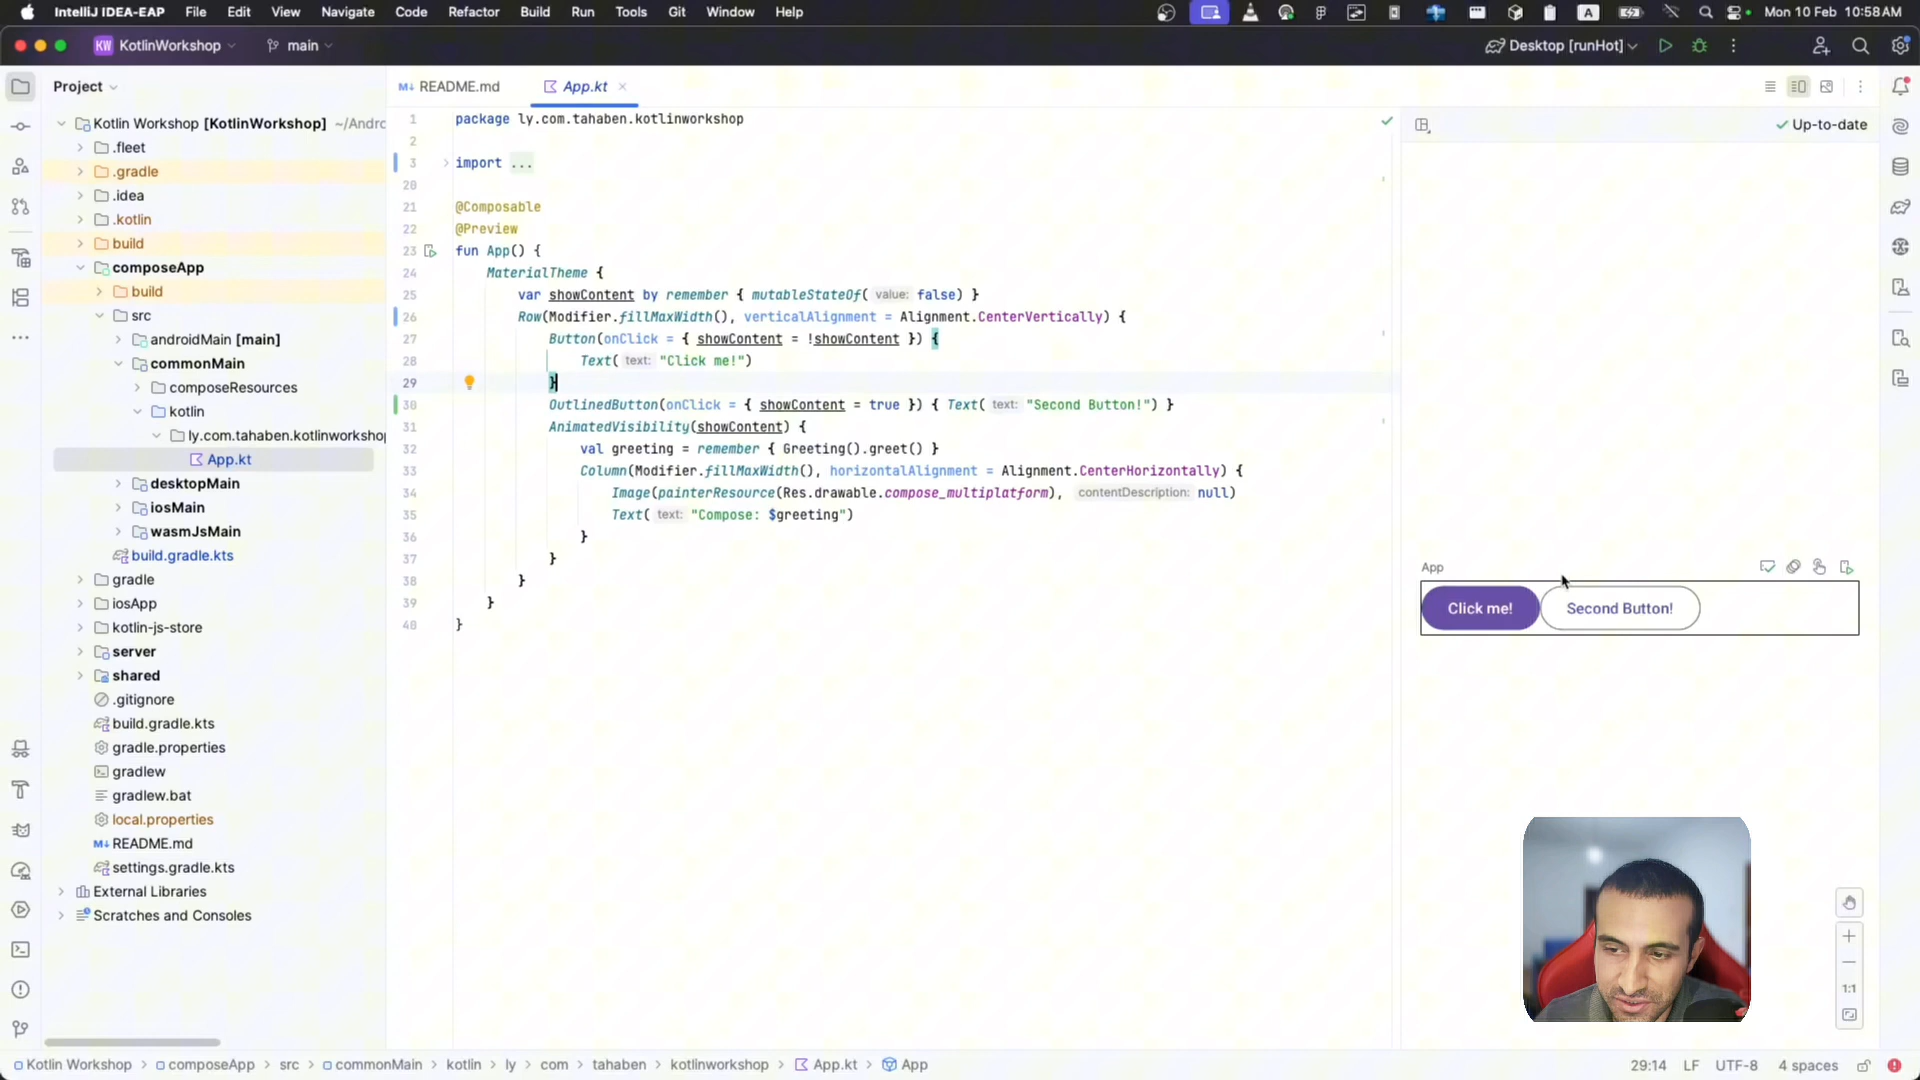 IntelliJ IDEA-EAP File Edit View Navigate Code Refactor Build Run Tools Git Window Help
A Mon 10 Feb 10:58 AM
KW KotlinWorkshop main
Desktop [runHot]
Project
M↓ README.md
App.kt
Up-to-date
Kotlin Workshop [KotlinWorkshop] ~/Andro
.fleet
.gradle
.idea
.kotlin
build
composeApp
build
src
androidMain [main]
commonMain
composeResources
kotlin
ly.com.tahaben.kotlinworkshop
App.kt
desktopMain
iosMain
wasmJsMain
build.gradle.kts
gradle
iosApp
kotlin-js-store
server
shared
.gitignore
build.gradle.kts
gradle.properties
gradlew
gradlew.bat
local.properties
M↓ README.md
settings.gradle.kts
External Libraries
Scratches and Consoles
1 package ly.com.tahaben.kotlinworkshop
2
3 import ...
20
21 @Composable
22 @Preview
23 fun App() {
24 MaterialTheme {
25 var showContent by remember { mutableStateOf( value: false) }
26 Row(Modifier.fillMaxWidth(), verticalAlignment = Alignment.CenterVertically) {
27 Button(onClick = { showContent = !showContent }) {
28 Text( text: "Click me!")
29 }
30 OutlinedButton(onClick = { showContent = true }) { Text( text: "Second Button!") }
31 AnimatedVisibility(showContent) {
32 val greeting = remember { Greeting().greet() }
33 Column(Modifier.fillMaxWidth(), horizontalAlignment = Alignment.CenterHorizontally) {
34 Image(painterResource(Res.drawable.compose_multiplatform), contentDescription: null)
35 Text( text: "Compose: $greeting")
36 }
37 }
38 }
39 }
40 }
App
Click me!
Second Button!
1:1
Kotlin Workshop > composeApp > src > commonMain > kotlin > ly > com > tahaben > kotlinworkshop > App.kt > App
29:14 LF UTF-8 4 spaces